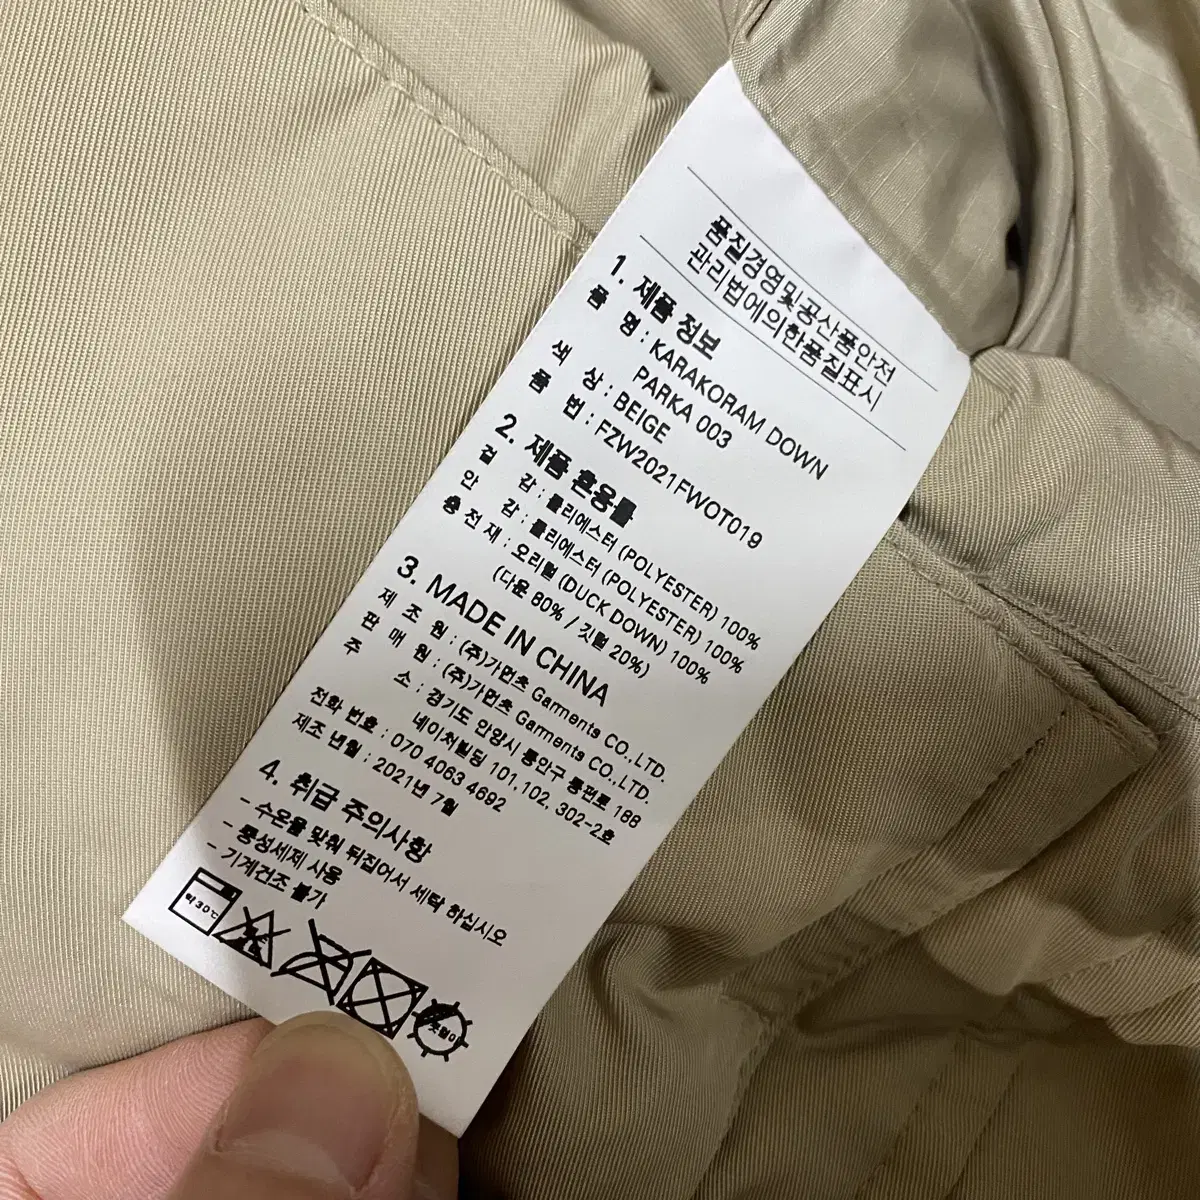 품질경영및공산품안전
관리법에의한품질표시
1. 제품 정보
품 명 : KARAKORAM DOWN
PARKA 003
색 상 : BEIGE
품 번 : FZW2021FWOT019
2. 제품 혼용률
겉 감 : 폴리에스터 (POLYESTER) 100%
안 감 : 폴리에스터 (POLYESTER) 100%
충 전 재 : 오리털 (DUCK DOWN) 100%
(다운 80% / 깃털 20%)
3. MADE IN CHINA
제 조 원 : (주)가먼츠 Garments CO.,LTD.
판 매 원 : (주)가먼츠 Garments CO.,LTD.
주 소 : 경기도 안양시 동안구 동편로 188
네이처빌딩 101,102, 302-2호
전화 번호 : 070 4063 4692
제조 년월 : 2021년 7월
4. 취급 주의사항
- 수온을 맞춰 뒤집어서 세탁 하십시오
- 중성세제 사용
- 기계건조 불가
약 30℃